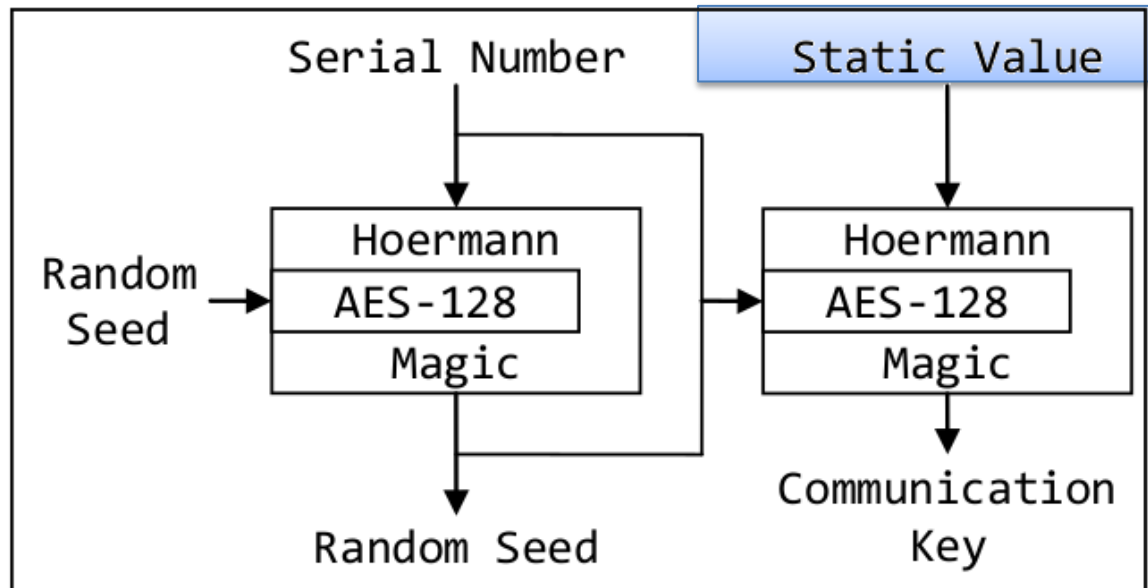 Serial Number
Static Value
Hoermann
AES-128
Magic
Hoermann
AES-128
Magic
Random
Seed
Random Seed
Communication
Key